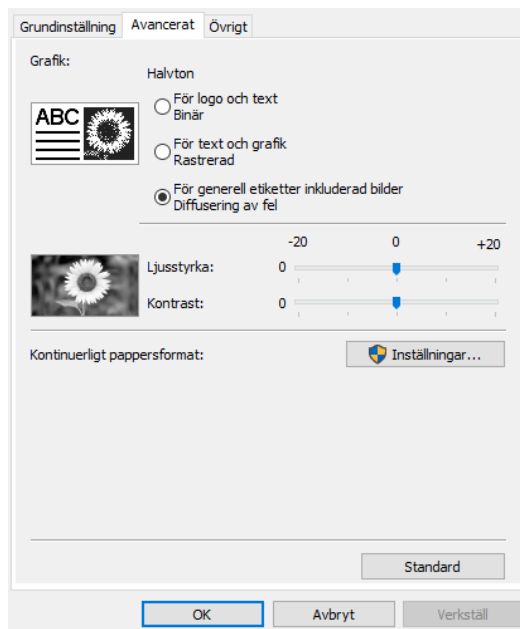 Grundinställning Avancerat Övrigt
Grafik:
Halvton
ABC
För logo och text
Binär
För text och grafik
Rastrerad
För generell etiketter inkluderad bilder
Diffusering av fel
-20 0 +20
Ljusstyrka: 0
Kontrast: 0
Kontinuerligt pappersformat: Inställningar...
Standard
OK Avbryt Verkställ